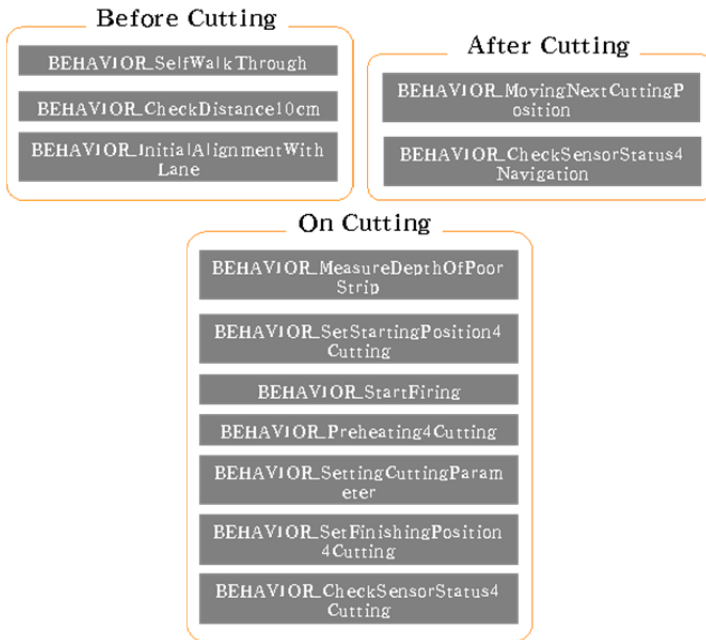 Before Cutting
BEHAVIOR_SelfWalkThrough
BEHAVIOR_CheckDistance10cm
BEHAVIOR_InitialAlignmentWith
Lane
After Cutting
BEHAVIOR_MovingNextCuttingP
osition
BEHAVIOR_CheckSensorStatus4
Navigation
On Cutting
BEHAVIOR_MeasureDepthOfPoor
Strip
BEHAVIOR_SetStartingPosition4
Cutting
BEHAVIOR_StartFiring
BEHAVIOR_Preheating4Cutting
BEHAVIOR_SettingCuttingParam
eter
BEHAVIOR_SetFinishingPosition
4Cutting
BEHAVIOR_CheckSensorStatus4
Cutting